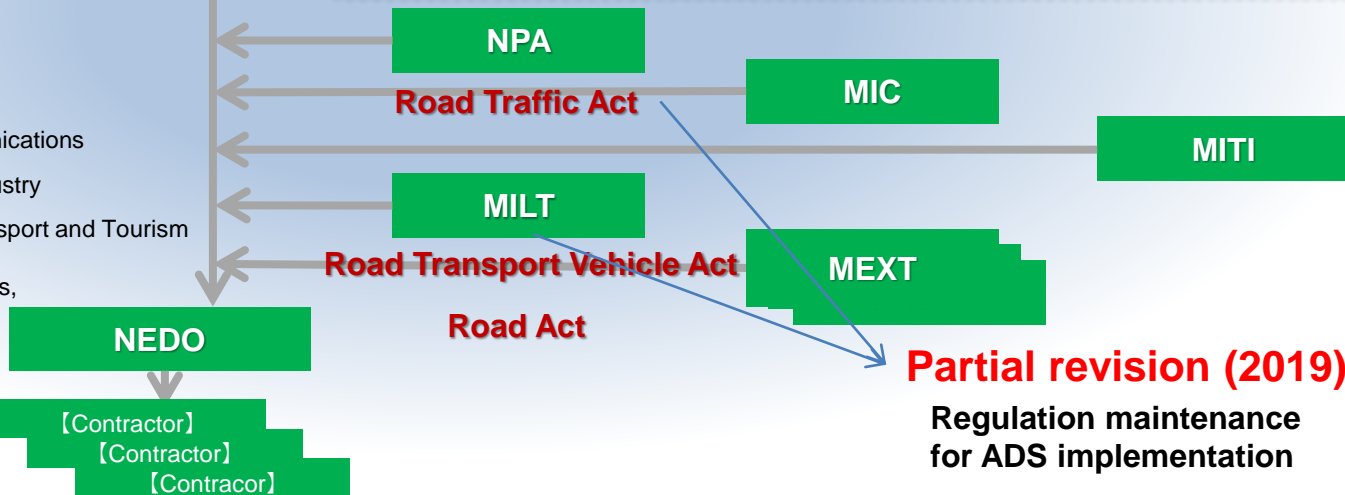 NPA
MIC
Road Traffic Act
nications
MITI
ustry
MILT
sport and Tourism
Road Transport Vehicle Act
MEXT
s,
Road Act
NEDO
Partial revision (2019)
【Contractor】
Regulation maintenance
【Contractor】
for ADS implementation
【Contracor】